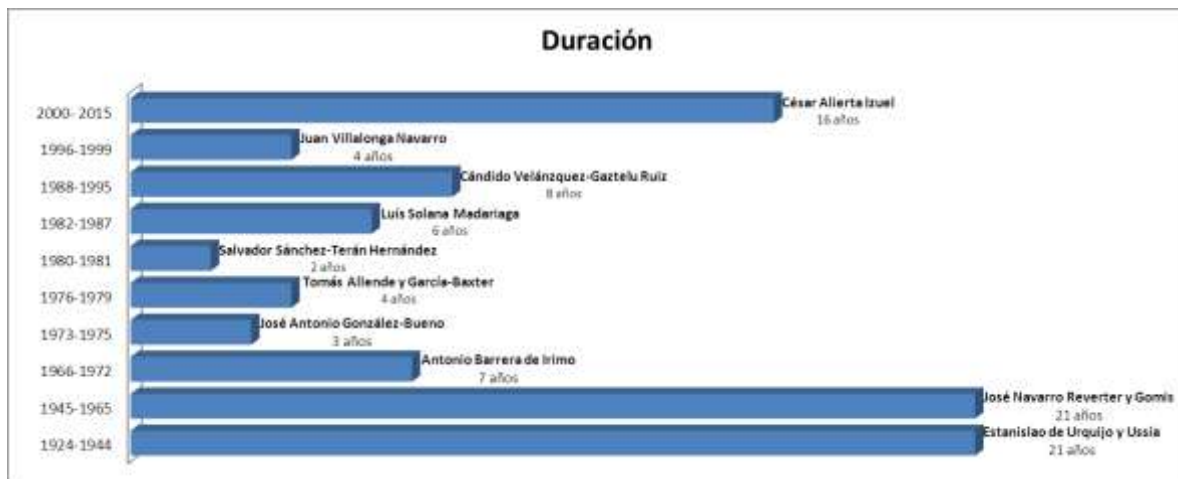 Duración
2000- 2015
César Alierta Izuel
16 años
1996-1999
Juan Villalonga Navarro
4 años
1988-1995
Cándido Velánzquez-Gaztelu Ruiz
8 años
1982-1987
Luís Solana Madariaga
6 años
1980-1981
Salvador Sánchez-Terán Hernández
2 años
1976-1979
Tomás Allende y García-Baxter
4 años
1973-1975
José Antonio González-Bueno
3 años
1966-1972
Antonio Barrera de Irimo
7 años
1945-1965
José Navarro Reverter y Gomis
21 años
1924-1944
Estanislao de Urquijo y Ussia
21 años